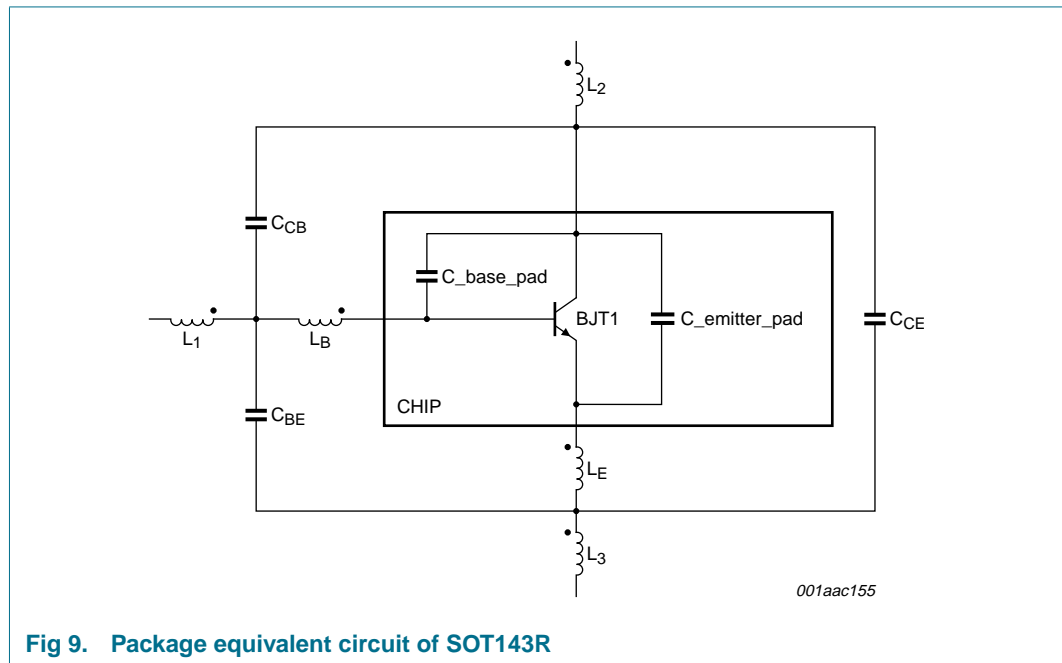 L2
CCB
C_base_pad
BJT1
C_emitter_pad
CCE
L1
LB
CBE
CHIP
LE
L3
001aac155
Fig 9. Package equivalent circuit of SOT143R